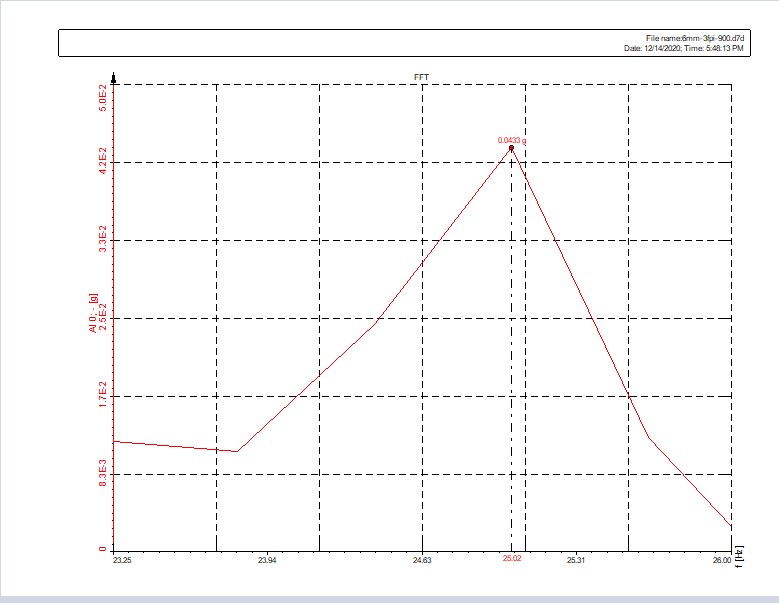 File name:6mm-3fpi-900.d7d
Date: 12/14/2020; Time: 5:48:13 PM
FFT
5.0E-2
0.0433 g
4.2E-2
3.3E-2
AI 0; - [g]
2.5E-2
1.7E-2
8.3E-3
0
23.25 23.94 24.63 25.02 25.31 26.00
f [Hz]